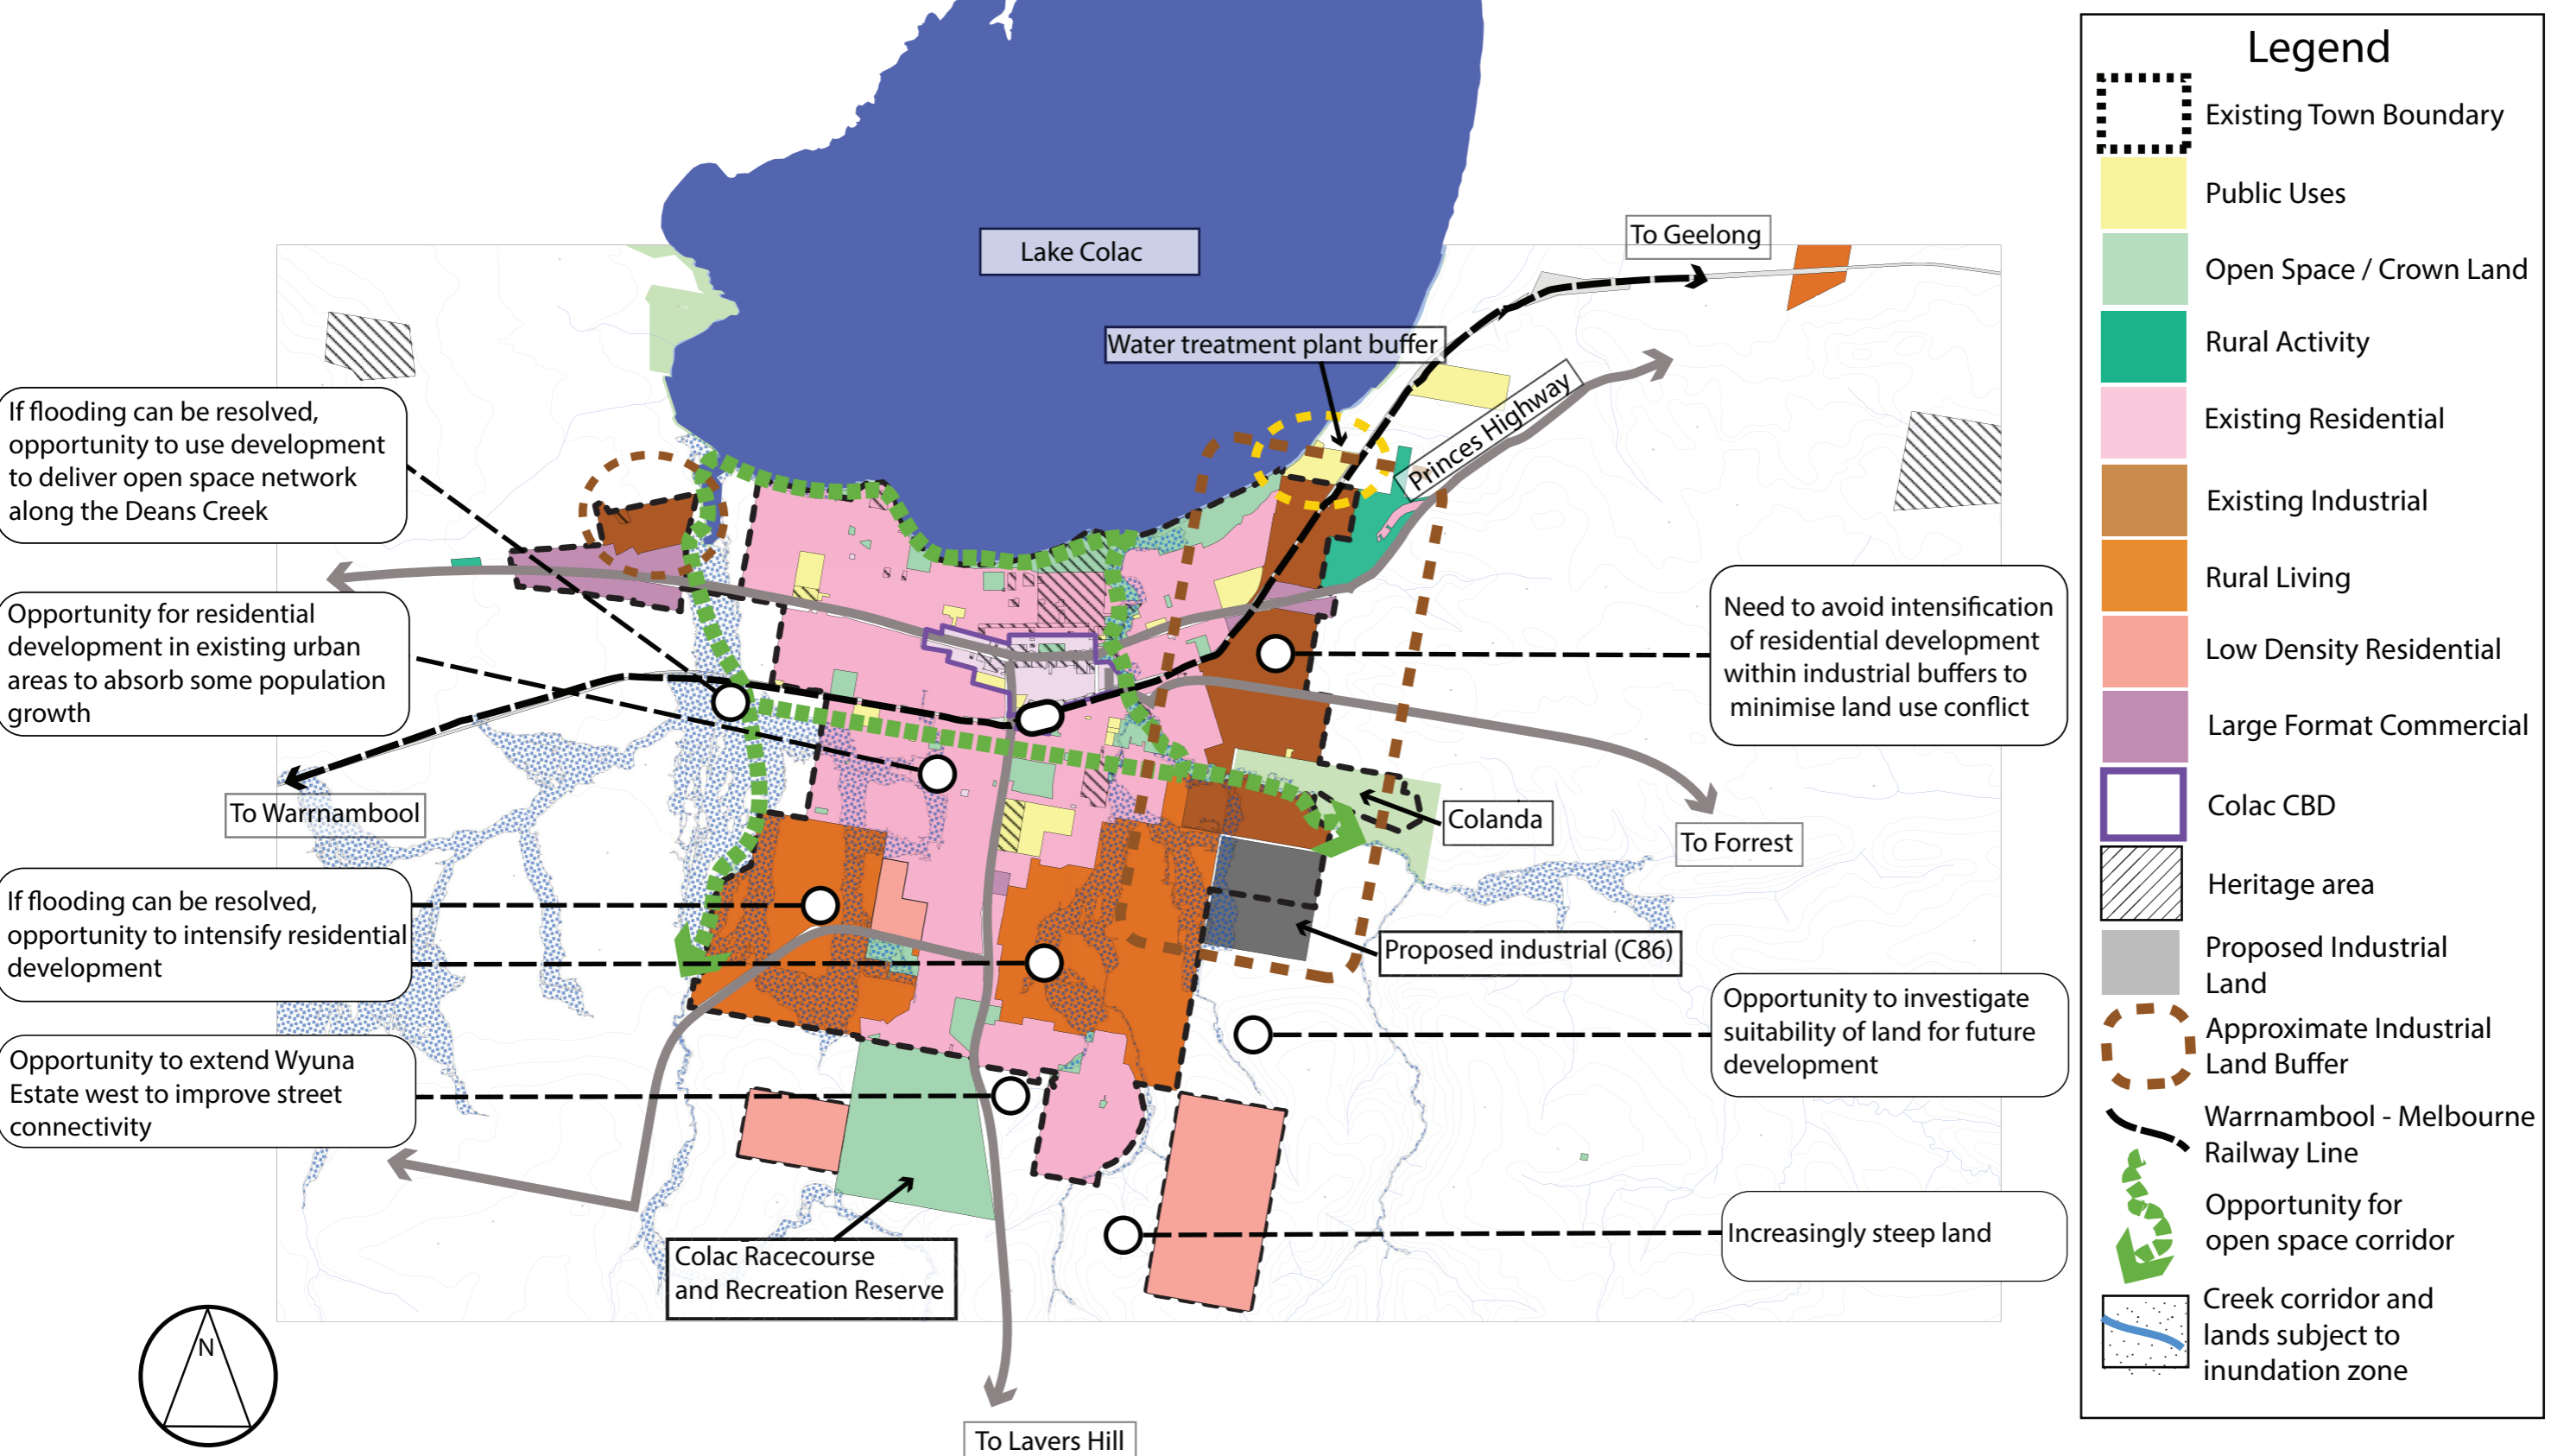 Lake Colac
To Geelong
Water treatment plant buffer
Princes Highway
If flooding can be resolved,
opportunity to use development
to deliver open space network
along the Deans Creek
Opportunity for residential
development in existing urban
areas to absorb some population
growth
Need to avoid intensification
of residential development
within industrial buffers to
minimise land use conflict
To Warrnambool
Colanda
To Forrest
If flooding can be resolved,
opportunity to intensify residential
development
Proposed industrial (C86)
Opportunity to investigate
suitability of land for future
development
Opportunity to extend Wyuna
Estate west to improve street
connectivity
Increasingly steep land
Colac Racecourse
and Recreation Reserve
N
To Lavers Hill
Legend
Existing Town Boundary
Public Uses
Open Space / Crown Land
Rural Activity
Existing Residential
Existing Industrial
Rural Living
Low Density Residential
Large Format Commercial
Colac CBD
Heritage area
Proposed Industrial
Land
Approximate Industrial
Land Buffer
Warrnambool - Melbourne
Railway Line
Opportunity for
open space corridor
Creek corridor and
lands subject to
inundation zone